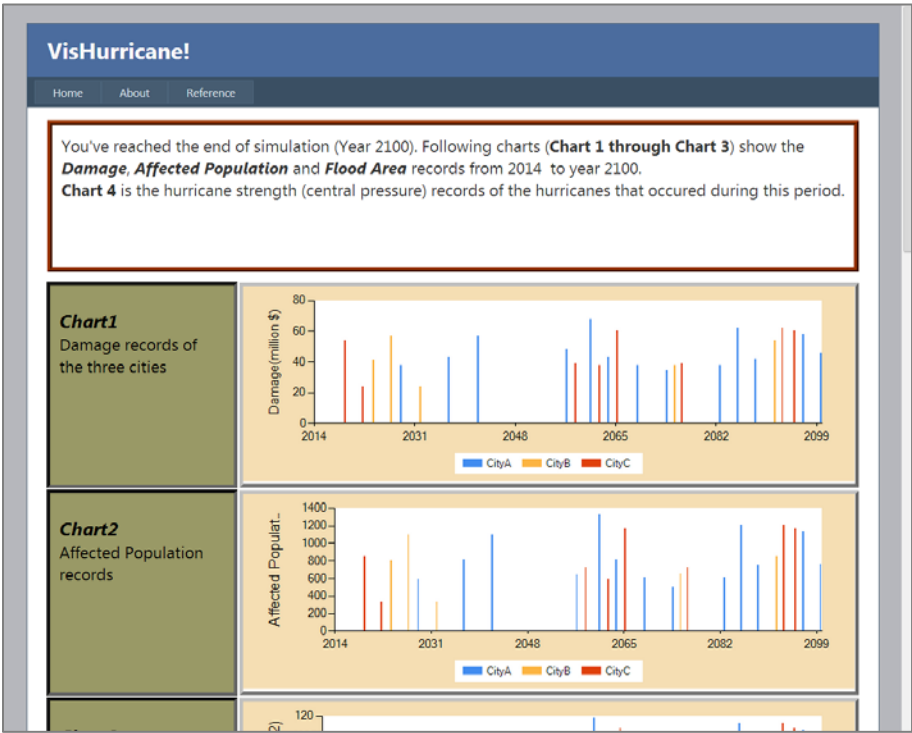 VisHurricane!
Home About Reference
You've reached the end of simulation (Year 2100). Following charts (Chart 1 through Chart 3) show the
Damage, Affected Population and Flood Area records from 2014 to year 2100.
Chart 4 is the hurricane strength (central pressure) records of the hurricanes that occured during this period.
Chart1
Damage records of
the three cities
Damage(million $)
80
60
40
20
0
2014 2031 2048 2065 2082 2099
CityA CityB CityC
Chart2
Affected Population
records
Affected Populat..
1400
1200
1000
800
600
400
200
0
2014 2031 2048 2065 2082 2099
CityA CityB CityC
120